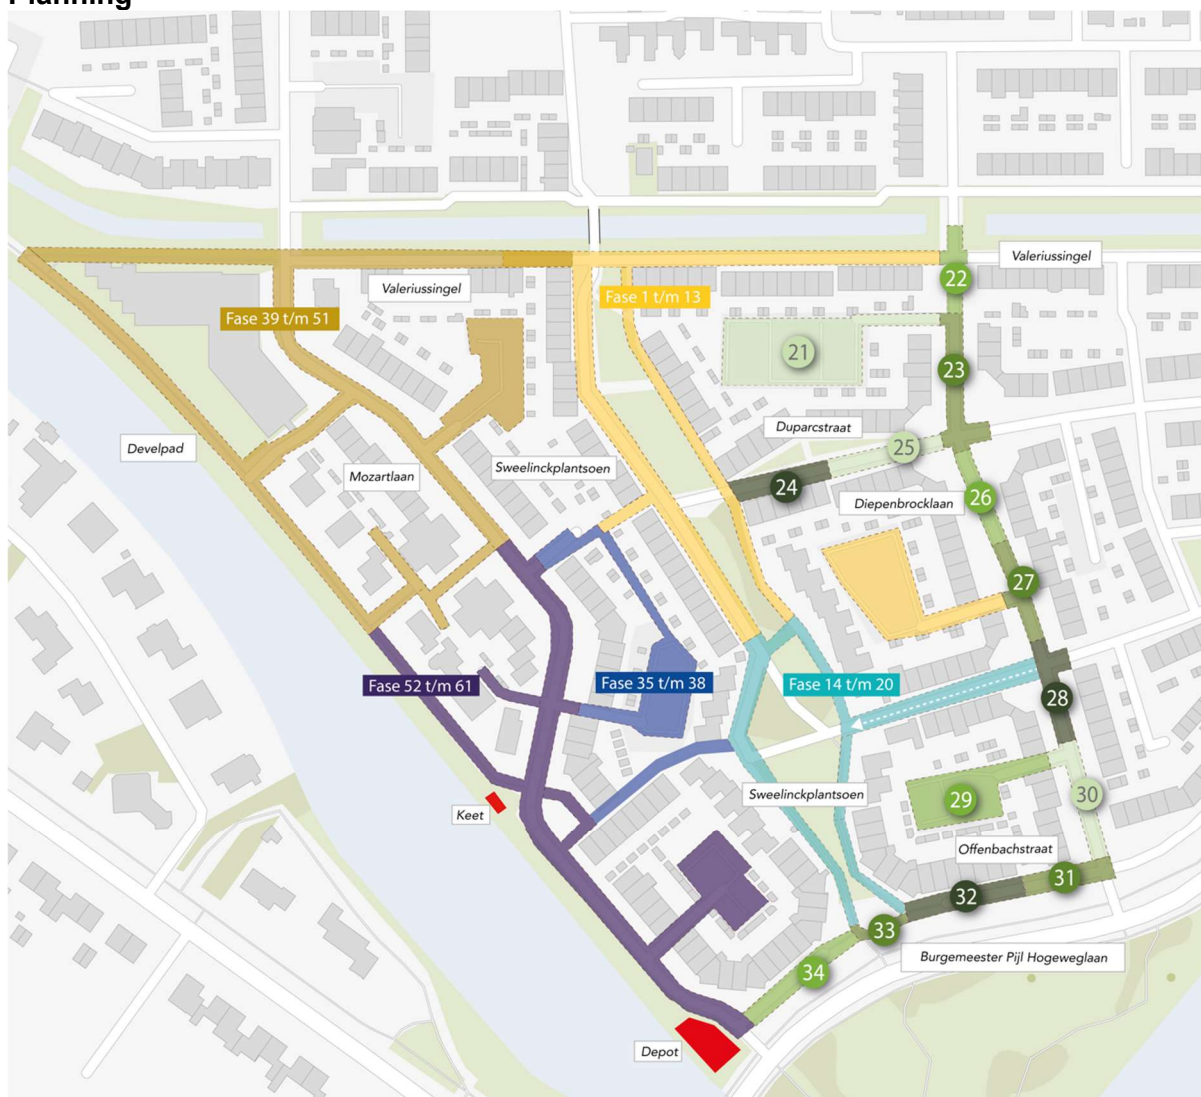 Planning
Valeriussingel
Valeriussingel
22
Fase 1 t/m 13
Fase 39 t/m 51
21
23
Duparcstraat
25
Develpad
Sweelinckplantsoen
Mozartlaan
24
26
Diepenbrocklaan
27
Fase 52 t/m 61
Fase 35 t/m 38
Fase 14 t/m 20
28
Sweelinckplantsoen
29
30
Keet
Offenbachstraat
31
32
33
Burgemeester Pijl Hogeweglaan
34
Depot